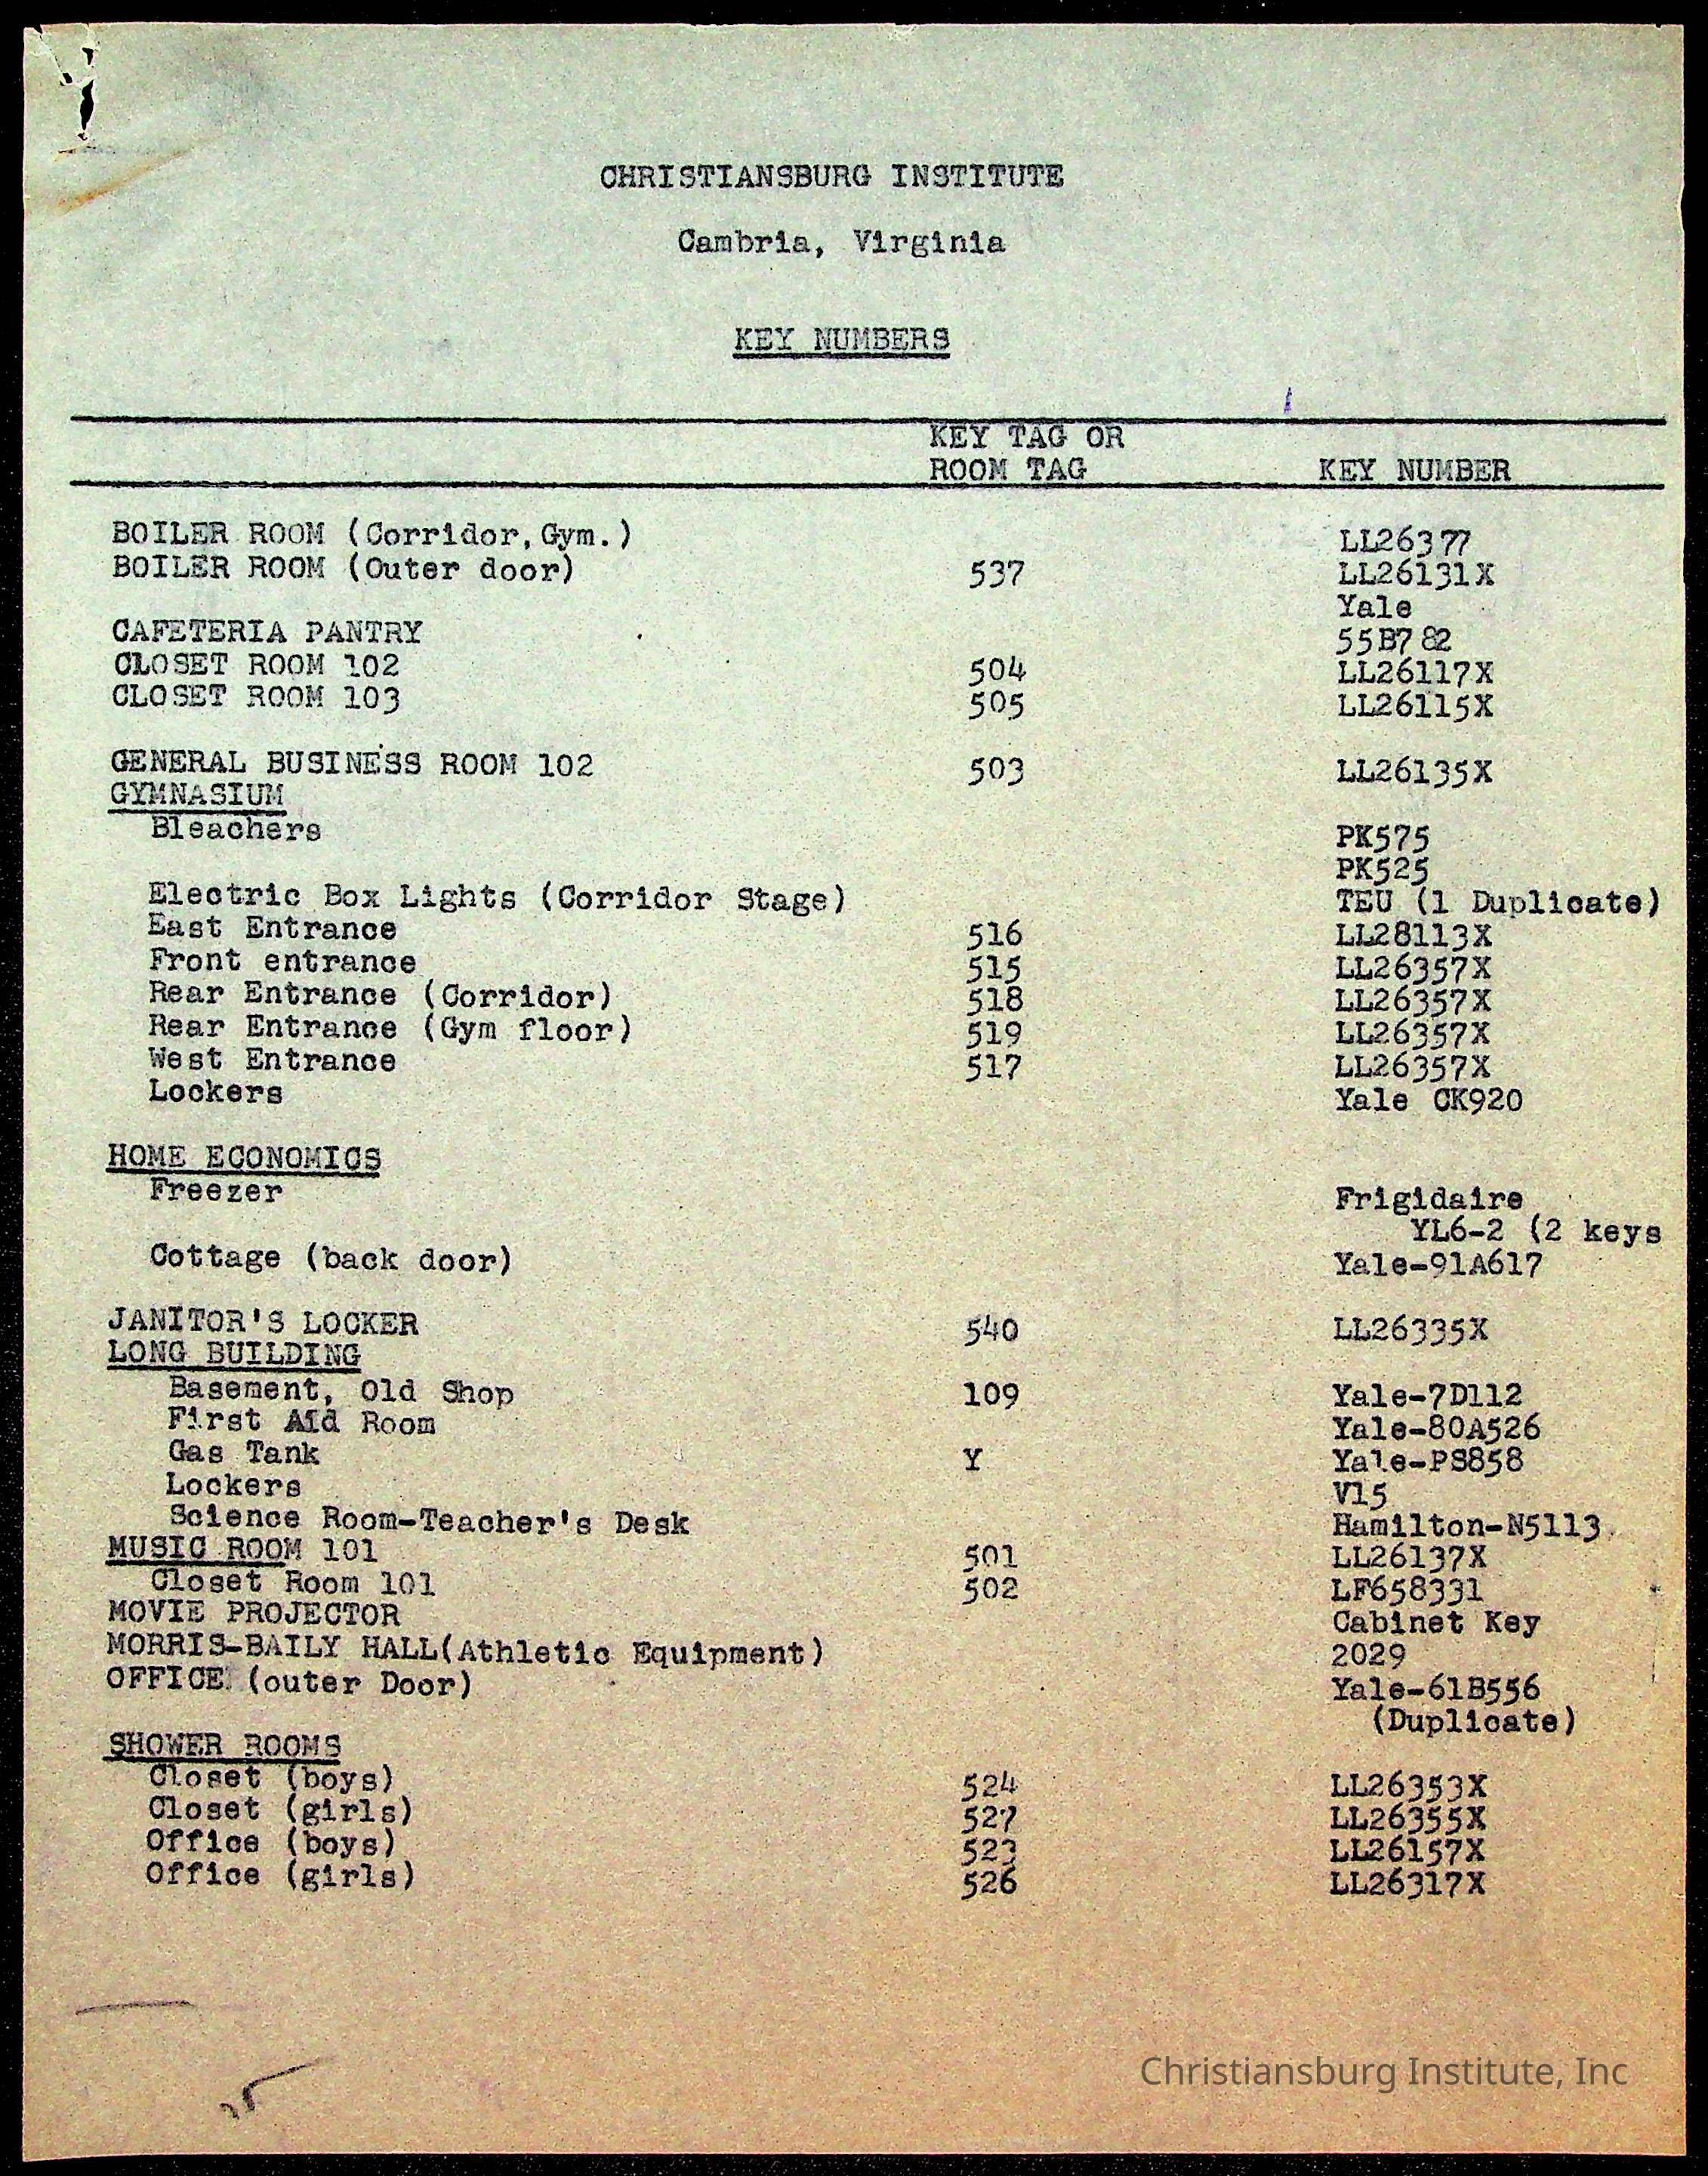 CHRISTIANSBURG INSTITUTE
Cambria, Virginia
KEY NUMBERS
KEY TAG OR
ROOM TAG KEY NUMBER
BOILER ROOM (Corridor,Gym.) LL26377
BOILER ROOM (Outer door) 537 LL26131X
Yale
CAFETERIA PANTRY 55B782
CLOSET ROOM 102 504 LL26117X
CLOSET ROOM 103 505 LL26115X
GENERAL BUSINESS ROOM 102 503 LL26135X
GYMNASIUM
Bleachers PK575
PK525
Electric Box Lights (Corridor Stage) TEU (1 Duplicate)
East Entrance 516 LL28113X
Front entrance 515 LL26357X
Rear Entrance (Corridor) 518 LL26357X
Rear Entrance (Gym floor) 519 LL26357X
West Entrance 517 LL26357X
Lockers Yale CK920
HOME ECONOMICS
Freezer Frigidaire
YL6-2 (2 keys
Cottage (back door) Yale-91A617
JANITOR'S LOCKER 540 LL26335X
LONG BUILDING
Basement, Old Shop 109 Yale-7D112
First Aid Room Yale-80A526
Gas Tank Y Yale-PS858
Lockers V15
Science Room-Teacher's Desk Hamilton-N5113
MUSIC ROOM 101 501 LL26137X
Closet Room 101 502 LF658331
MOVIE PROJECTOR Cabinet Key
MORRIS-BAILY HALL(Athletic Equipment) 2029
OFFICE (outer Door) Yale-61B556
(Duplicate)
SHOWER ROOMS
Closet (boys) 524 LL26353X
Closet (girls) 527 LL26355X
Office (boys) 523 LL26157X
Office (girls) 526 LL26317X
Christiansburg Institute, Inc